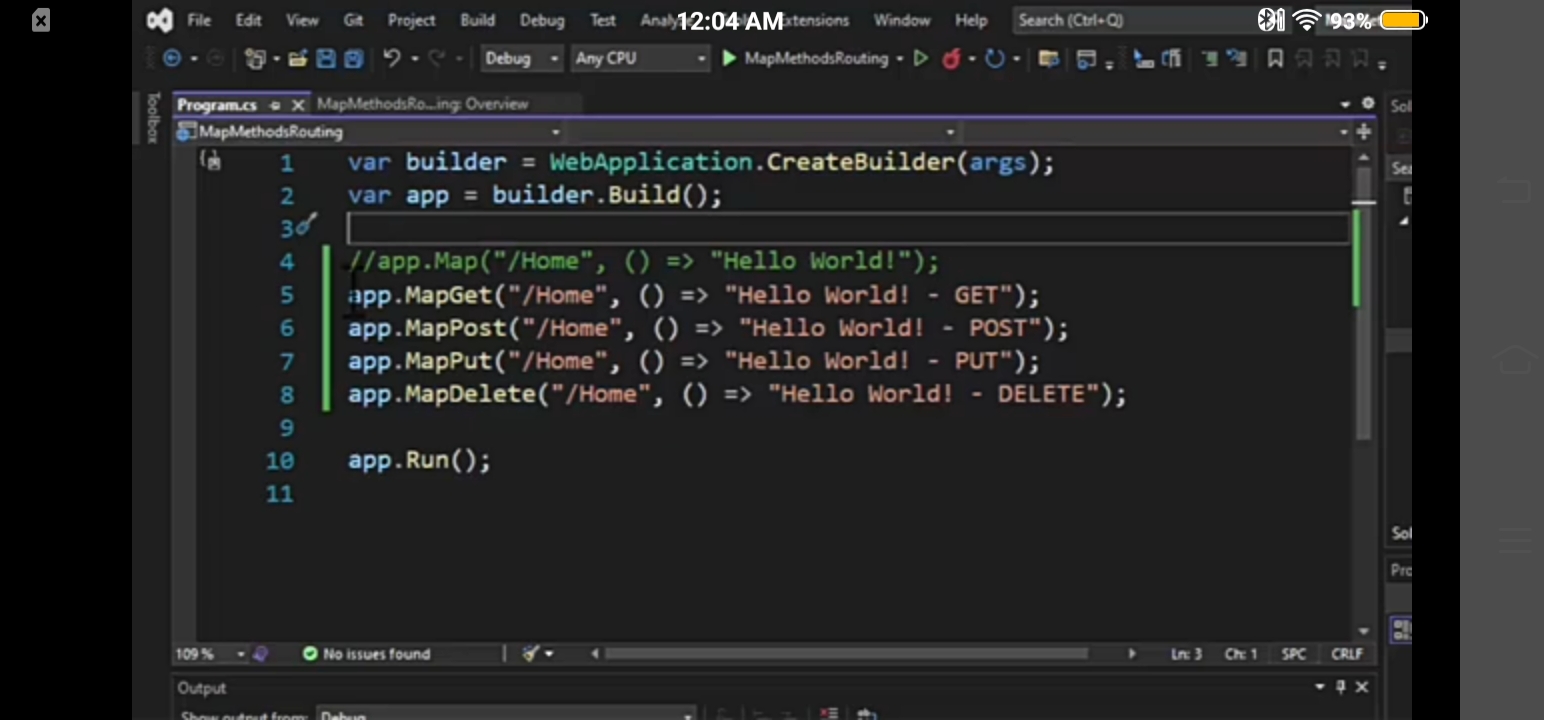 12:04 AM
93%
File Edit View Git Project Build Debug Test Extensions Window Help Search (Ctrl+Q)
Debug Any CPU MapMethodsRouting
Toolbox
Program.cs MapMethodsRo...ing: Overview
MapMethodsRouting
1 var builder = WebApplication.CreateBuilder(args);
2 var app = builder.Build();
3
4 //app.Map("/Home", () => "Hello World!");
5 app.MapGet("/Home", () => "Hello World! - GET");
6 app.MapPost("/Home", () => "Hello World! - POST");
7 app.MapPut("/Home", () => "Hello World! - PUT");
8 app.MapDelete("/Home", () => "Hello World! - DELETE");
9
10 app.Run();
11
109 % No issues found Ln: 3 Ch: 1 SPC CRLF
Output
Show output from: Debug
Sol
Sea
Sol
Pro